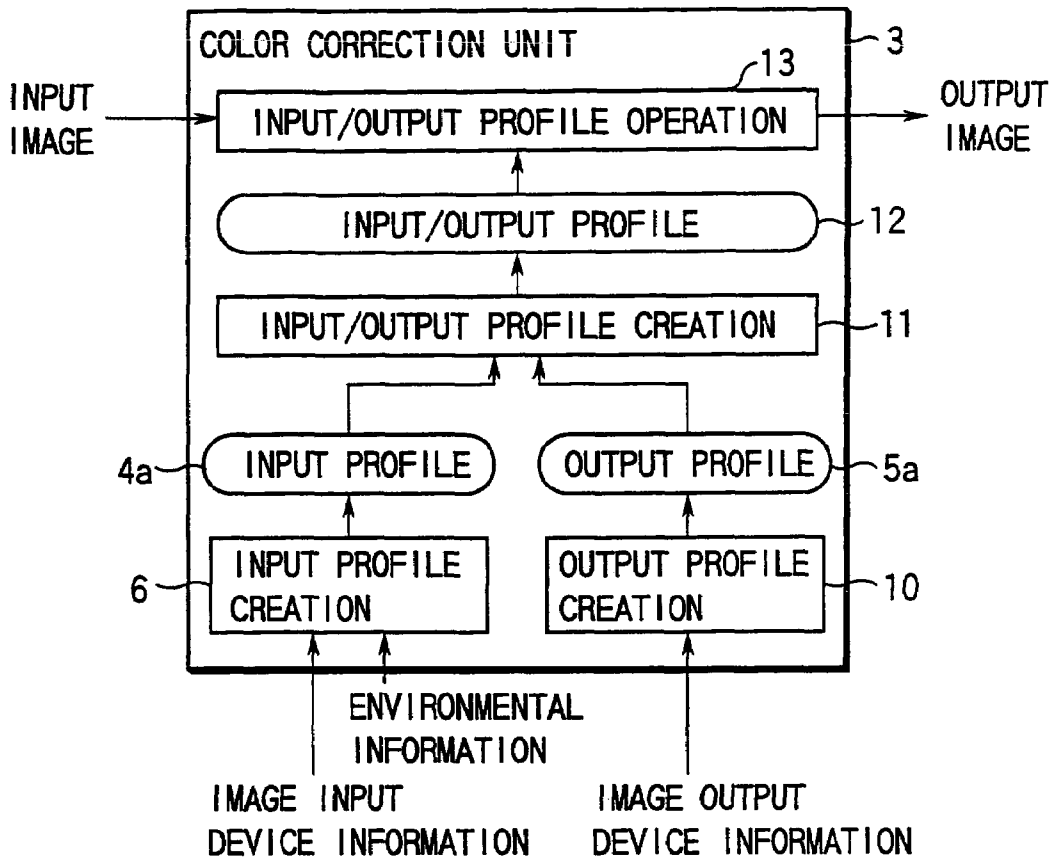 COLOR CORRECTION UNIT
3
13
INPUT
IMAGE
INPUT/OUTPUT PROFILE OPERATION
OUTPUT
IMAGE
INPUT/OUTPUT PROFILE
12
INPUT/OUTPUT PROFILE CREATION
11
4a
INPUT PROFILE
OUTPUT PROFILE
5a
6
INPUT PROFILE
CREATION
OUTPUT PROFILE
CREATION
10
ENVIRONMENTAL
INFORMATION
IMAGE INPUT
DEVICE INFORMATION
IMAGE OUTPUT
DEVICE INFORMATION